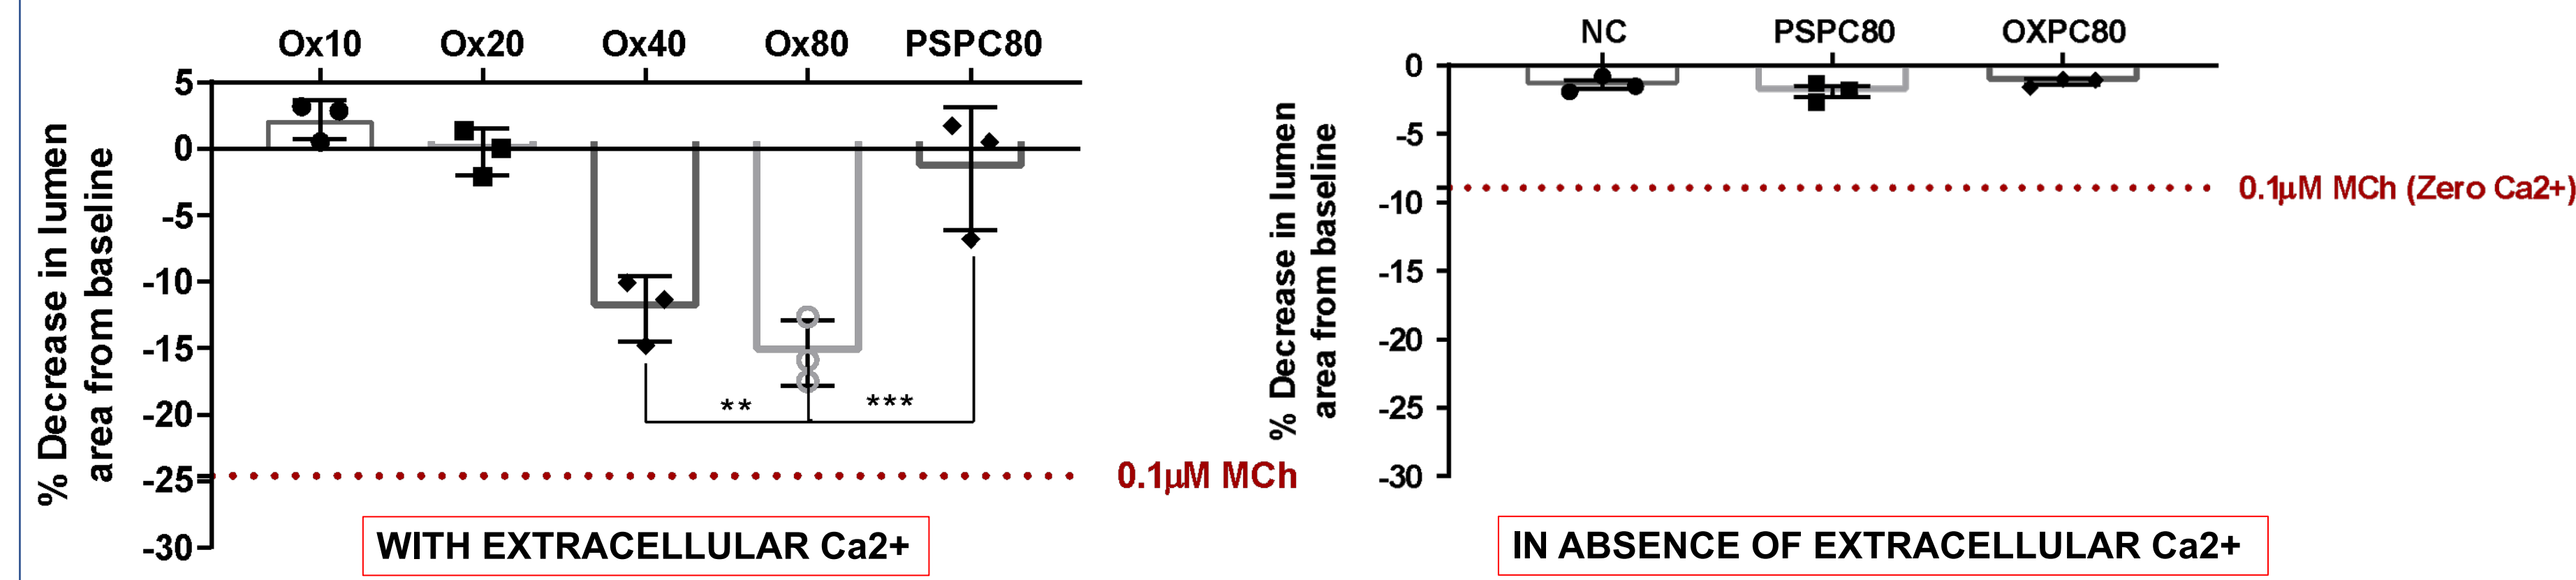 Ox10 Ox20 Ox40 Ox80 PSPC80
5
0
-5
-10
-15
-20
-25
-30
% Decrease in lumen
area from baseline
** ***
0.1µM MCh
WITH EXTRACELLULAR Ca2+
NC PSPC80 OXPC80
0
-5
-10
-15
-20
-25
-30
% Decrease in lumen
area from baseline
0.1µM MCh (Zero Ca2+)
IN ABSENCE OF EXTRACELLULAR Ca2+